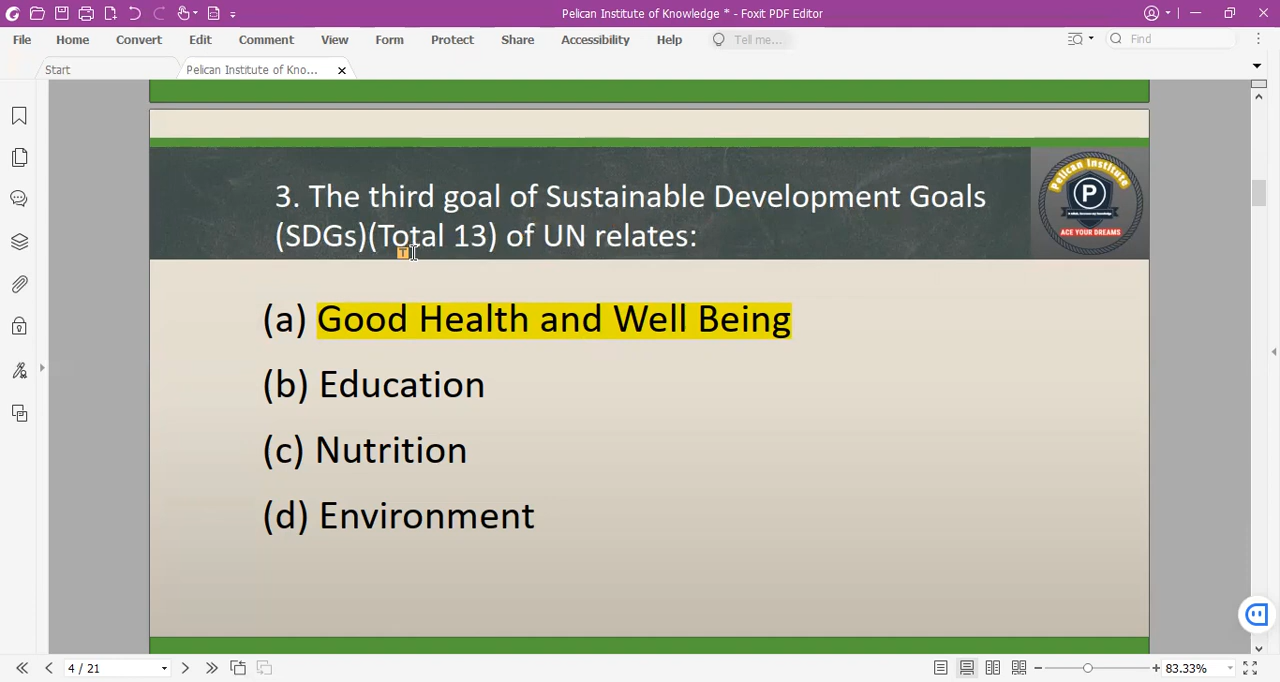 Pelican Institute of Knowledge * - Foxit PDF Editor
File Home Convert Edit Comment View Form Protect Share Accessibility Help Tell me... Find
Start Pelican Institute of Kno... ×
3. The third goal of Sustainable Development Goals
(SDGs)(Total 13) of UN relates:
Pelican Institute
P
ACE YOUR DREAMS
(a) Good Health and Well Being
(b) Education
(c) Nutrition
(d) Environment
4 / 21 83.33%